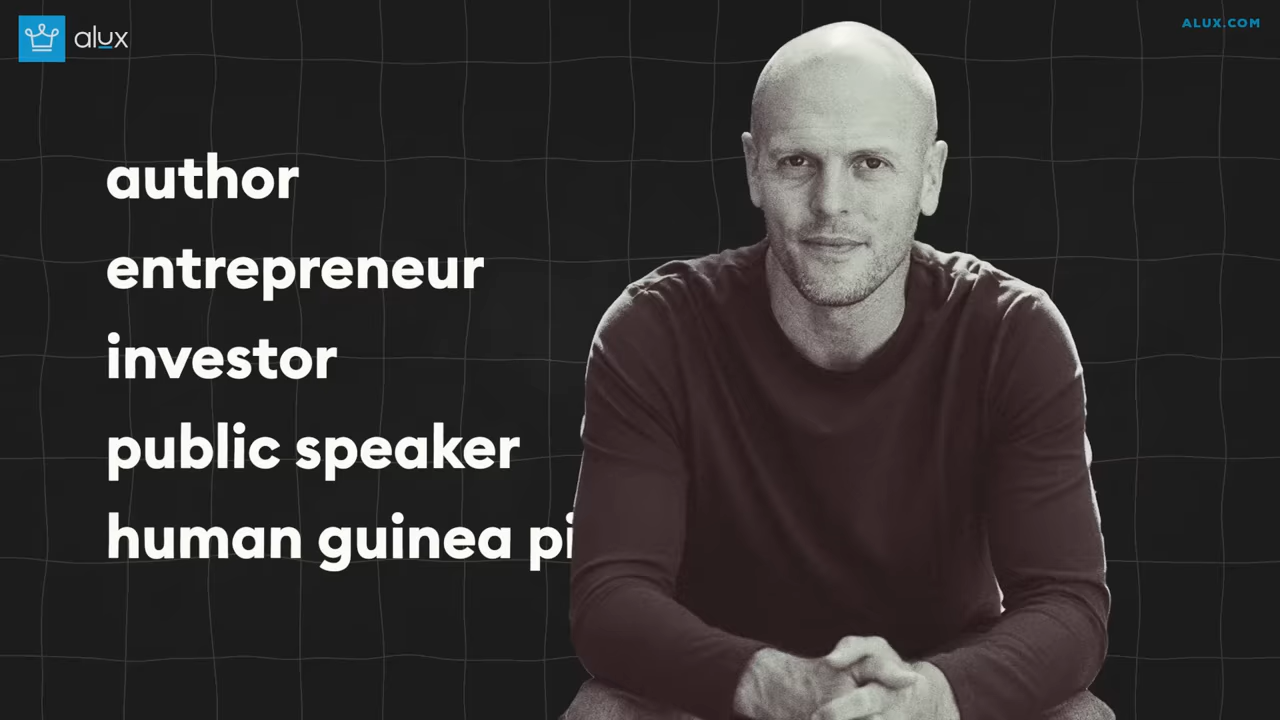 alux
ALUX.COM
author
entrepreneur
investor
public speaker
human guinea pi